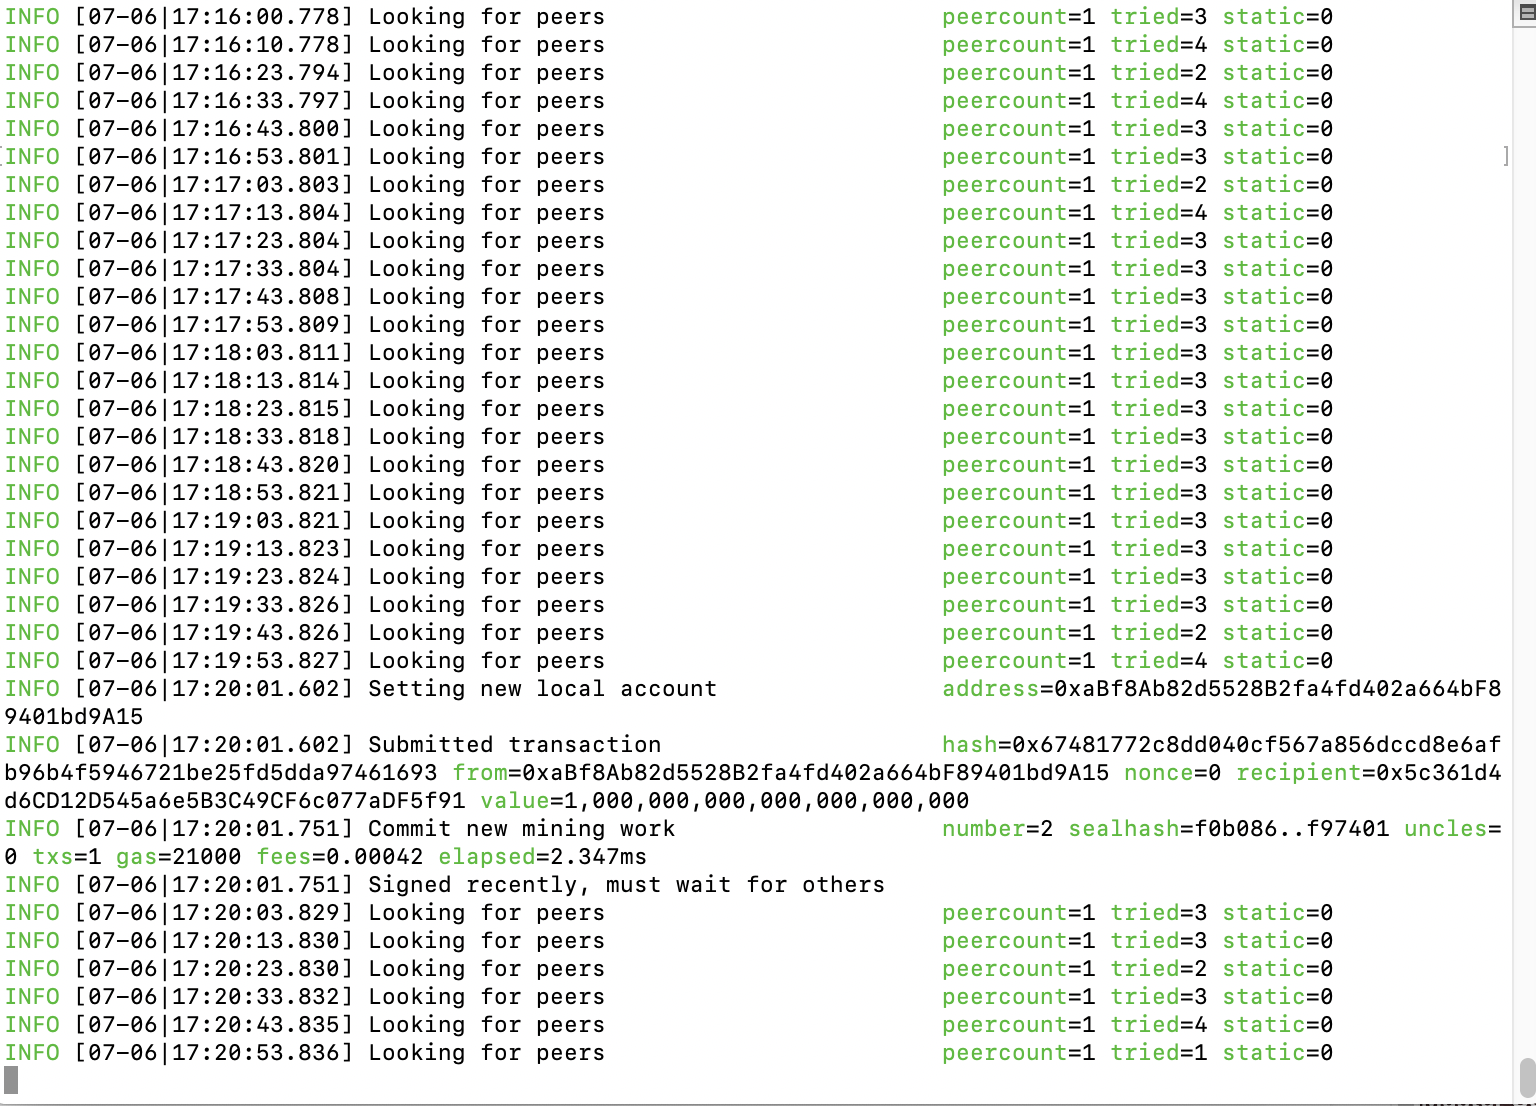 INFO [07-06|17:16:00.778] Looking for peers peercount=1 tried=3 static=0
INFO [07-06|17:16:10.778] Looking for peers peercount=1 tried=4 static=0
INFO [07-06|17:16:23.794] Looking for peers peercount=1 tried=2 static=0
INFO [07-06|17:16:33.797] Looking for peers peercount=1 tried=4 static=0
INFO [07-06|17:16:43.800] Looking for peers peercount=1 tried=3 static=0
INFO [07-06|17:16:53.801] Looking for peers peercount=1 tried=3 static=0
INFO [07-06|17:17:03.803] Looking for peers peercount=1 tried=2 static=0
INFO [07-06|17:17:13.804] Looking for peers peercount=1 tried=4 static=0
INFO [07-06|17:17:23.804] Looking for peers peercount=1 tried=3 static=0
INFO [07-06|17:17:33.804] Looking for peers peercount=1 tried=3 static=0
INFO [07-06|17:17:43.808] Looking for peers peercount=1 tried=3 static=0
INFO [07-06|17:17:53.809] Looking for peers peercount=1 tried=3 static=0
INFO [07-06|17:18:03.811] Looking for peers peercount=1 tried=3 static=0
INFO [07-06|17:18:13.814] Looking for peers peercount=1 tried=3 static=0
INFO [07-06|17:18:23.815] Looking for peers peercount=1 tried=3 static=0
INFO [07-06|17:18:33.818] Looking for peers peercount=1 tried=3 static=0
INFO [07-06|17:18:43.820] Looking for peers peercount=1 tried=3 static=0
INFO [07-06|17:18:53.821] Looking for peers peercount=1 tried=3 static=0
INFO [07-06|17:19:03.821] Looking for peers peercount=1 tried=3 static=0
INFO [07-06|17:19:13.823] Looking for peers peercount=1 tried=3 static=0
INFO [07-06|17:19:23.824] Looking for peers peercount=1 tried=3 static=0
INFO [07-06|17:19:33.826] Looking for peers peercount=1 tried=3 static=0
INFO [07-06|17:19:43.826] Looking for peers peercount=1 tried=2 static=0
INFO [07-06|17:19:53.827] Looking for peers peercount=1 tried=4 static=0
INFO [07-06|17:20:01.602] Setting new local account address=0xaBf8Ab82d5528B2fa4fd402a664bF8
9401bd9A15
INFO [07-06|17:20:01.602] Submitted transaction hash=0x67481772c8dd040cf567a856dccd8e6af
b96b4f5946721be25fd5dda97461693 from=0xaBf8Ab82d5528B2fa4fd402a664bF89401bd9A15 nonce=0 recipient=0x5c361d4
d6CD12D545a6e5B3C49CF6c077aDF5f91 value=1,000,000,000,000,000,000,000
INFO [07-06|17:20:01.751] Commit new mining work number=2 sealhash=f0b086..f97401 uncles=
0 txs=1 gas=21000 fees=0.00042 elapsed=2.347ms
INFO [07-06|17:20:01.751] Signed recently, must wait for others
INFO [07-06|17:20:03.829] Looking for peers peercount=1 tried=3 static=0
INFO [07-06|17:20:13.830] Looking for peers peercount=1 tried=3 static=0
INFO [07-06|17:20:23.830] Looking for peers peercount=1 tried=2 static=0
INFO [07-06|17:20:33.832] Looking for peers peercount=1 tried=3 static=0
INFO [07-06|17:20:43.835] Looking for peers peercount=1 tried=4 static=0
INFO [07-06|17:20:53.836] Looking for peers peercount=1 tried=1 static=0